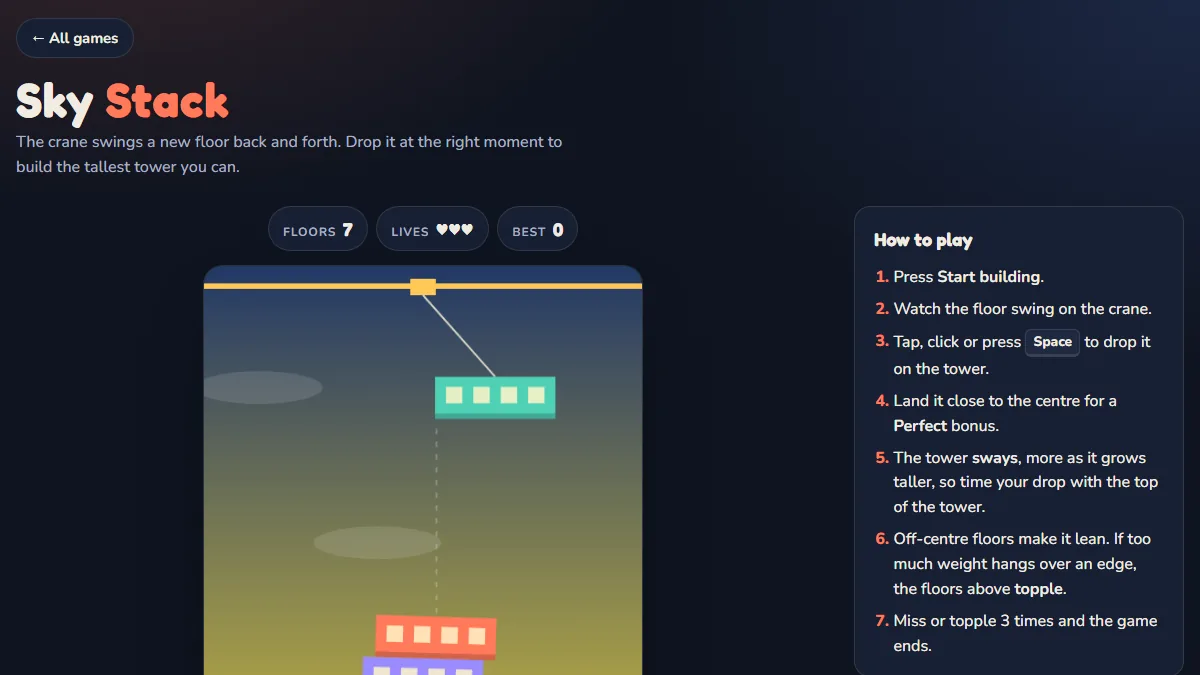 ← All games
Sky Stack
The crane swings a new floor back and forth. Drop it at the right moment to
build the tallest tower you can.
FLOORS 7
LIVES ♥♥♥
BEST 0
How to play
1. Press Start building.
2. Watch the floor swing on the crane.
3. Tap, click or press Space to drop it
on the tower.
4. Land it close to the centre for a
Perfect bonus.
5. The tower sways, more as it grows
taller, so time your drop with the top
of the tower.
6. Off-centre floors make it lean. If too
much weight hangs over an edge,
the floors above topple.
7. Miss or topple 3 times and the game
ends.